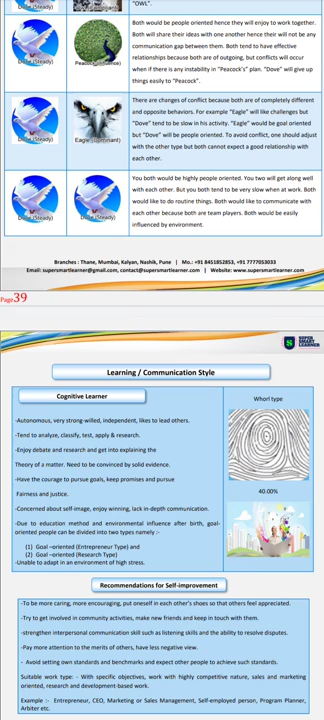 "OWL".
Dove (Steady)
Both would be people oriented hence they will enjoy to work together.
Both will share their ideas with one another hence their will not be any
communication gap between them. Both tend to have effective
relationships because both are of outgoing, but conflicts will occur
when if there is any instability in "Peacock's" plan. "Dove" will give up
things easily to "Peacock".
Dove (Steady)
Peacock (Influence)
There are changes of conflict because both are of completely different
and opposite behaviors. For example "Eagle" will like challenges but
"Dove" tend be slow in his activity. "Eagle" would be goal oriented
but "Dove" will be people oriented. To avoid conflict, one should adjust
with the other type but both cannot expect a good relationship with
each other.
Dove (Steady)
Eagle (Dominant)
You both would be highly people oriented. You two will get along well
with each other. But you both tend to be very slow when at work. Both
like to do routine things. Both would like to communicate with
each other because both are team players. Both would be easily
influenced by environment.
Dove (Steady)
Dove (Steady)
Branches : Thane, Mumbai, Kalyan, Nashik, Pune | Mo.: +91 8451852853, +91 7777053033
Email: supersmartlearner@gmail.com, contact@supersmartlearner.com | Website: www.supersmartlearner.com
Page39
SUPER
SMART
LEARNER
Learning / Communication Style
Cognitive Learner
Whorl type
-Autonomous, very strong-willed, independent, likes to lead others.
-Tend to analyze, classify, test, apply & research.
-Enjoy debate and research and get into explaining the
Theory of a matter. Need to be convinced by solid evidence.
-Have the courage to pursue goals, keep promises and pursue
Fairness and justice.
-Concerned about self-image, enjoy winning, lack in-depth communication.
-Due to education method and environmental influence after birth, goal-
oriented people can be divided into two types namely :-
(1) Goal –oriented (Entrepreneur Type) and
(2) Goal –oriented (Research Type)
-Unable to adapt in an environment of high stress.
40.00%
Recommendations for Self-improvement
-To be more caring, more encouraging, put oneself in each other's shoes so that others feel appreciated.
-Try to get involved in community activities, make new friends and keep in touch with them.
-strengthen interpersonal communication skill such as listening skills and the ability to resolve disputes.
-Pay more attention to the merits of others, have less negative view.
- Avoid setting own standards and benchmarks and expect other people to achieve such standards.
Suitable work type: - With specific objectives, work with highly competitive nature, sales and marketing
oriented, research and development-based work.
Example :- Entrepreneur, CEO, Marketing or Sales Management, Self-employed person, Program Planner,
Arbiter etc.